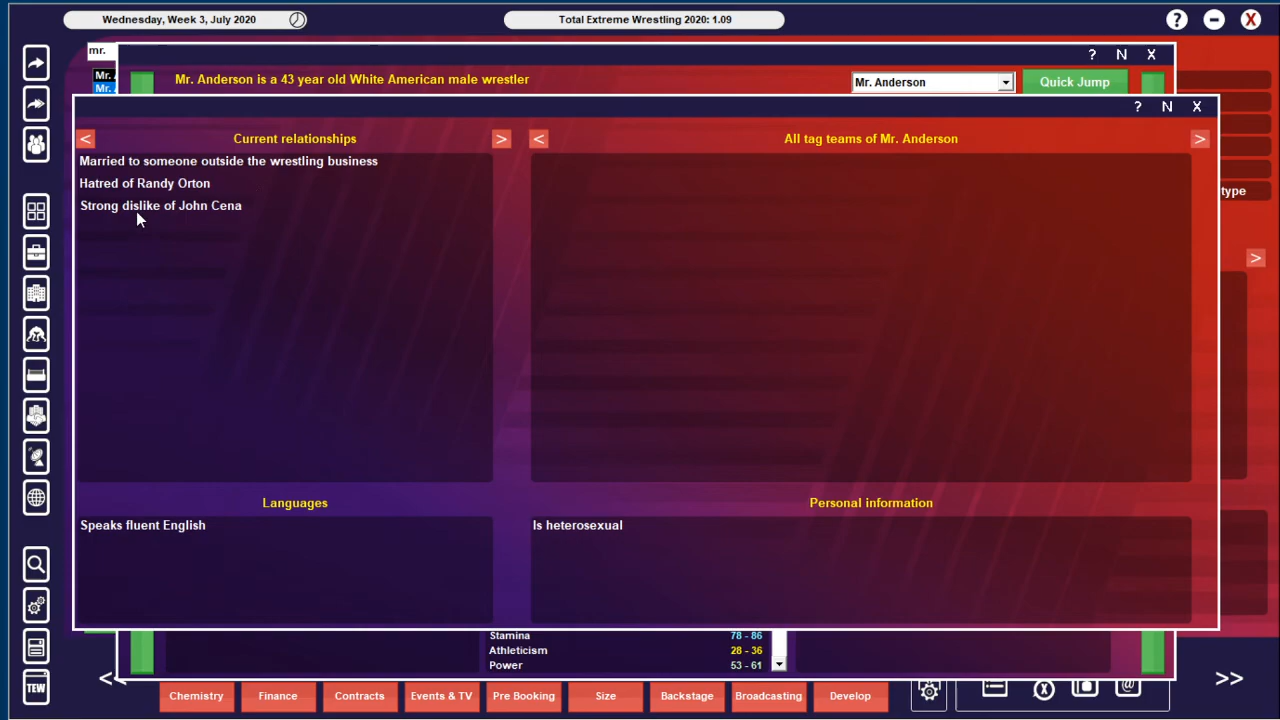 Wednesday, Week 3, July 2020
Total Extreme Wrestling 2020: 1.09
? X
mr.
? N X
Mr.
Mr. Anderson is a 43 year old White American male wrestler
Mr. Anderson
Quick Jump
Mr.
? N X
< Current relationships >
< All tag teams of Mr. Anderson >
Married to someone outside the wrestling business
Hatred of Randy Orton
Strong dislike of John Cena
type
>
Languages
Personal information
Speaks fluent English
Is heterosexual
Stamina 78 - 86
Athleticism 28 - 36
Power 53 - 61
TEW
<<
>>
Chemistry
Finance
Contracts
Events & TV
Pre Booking
Size
Backstage
Broadcasting
Develop
X
@